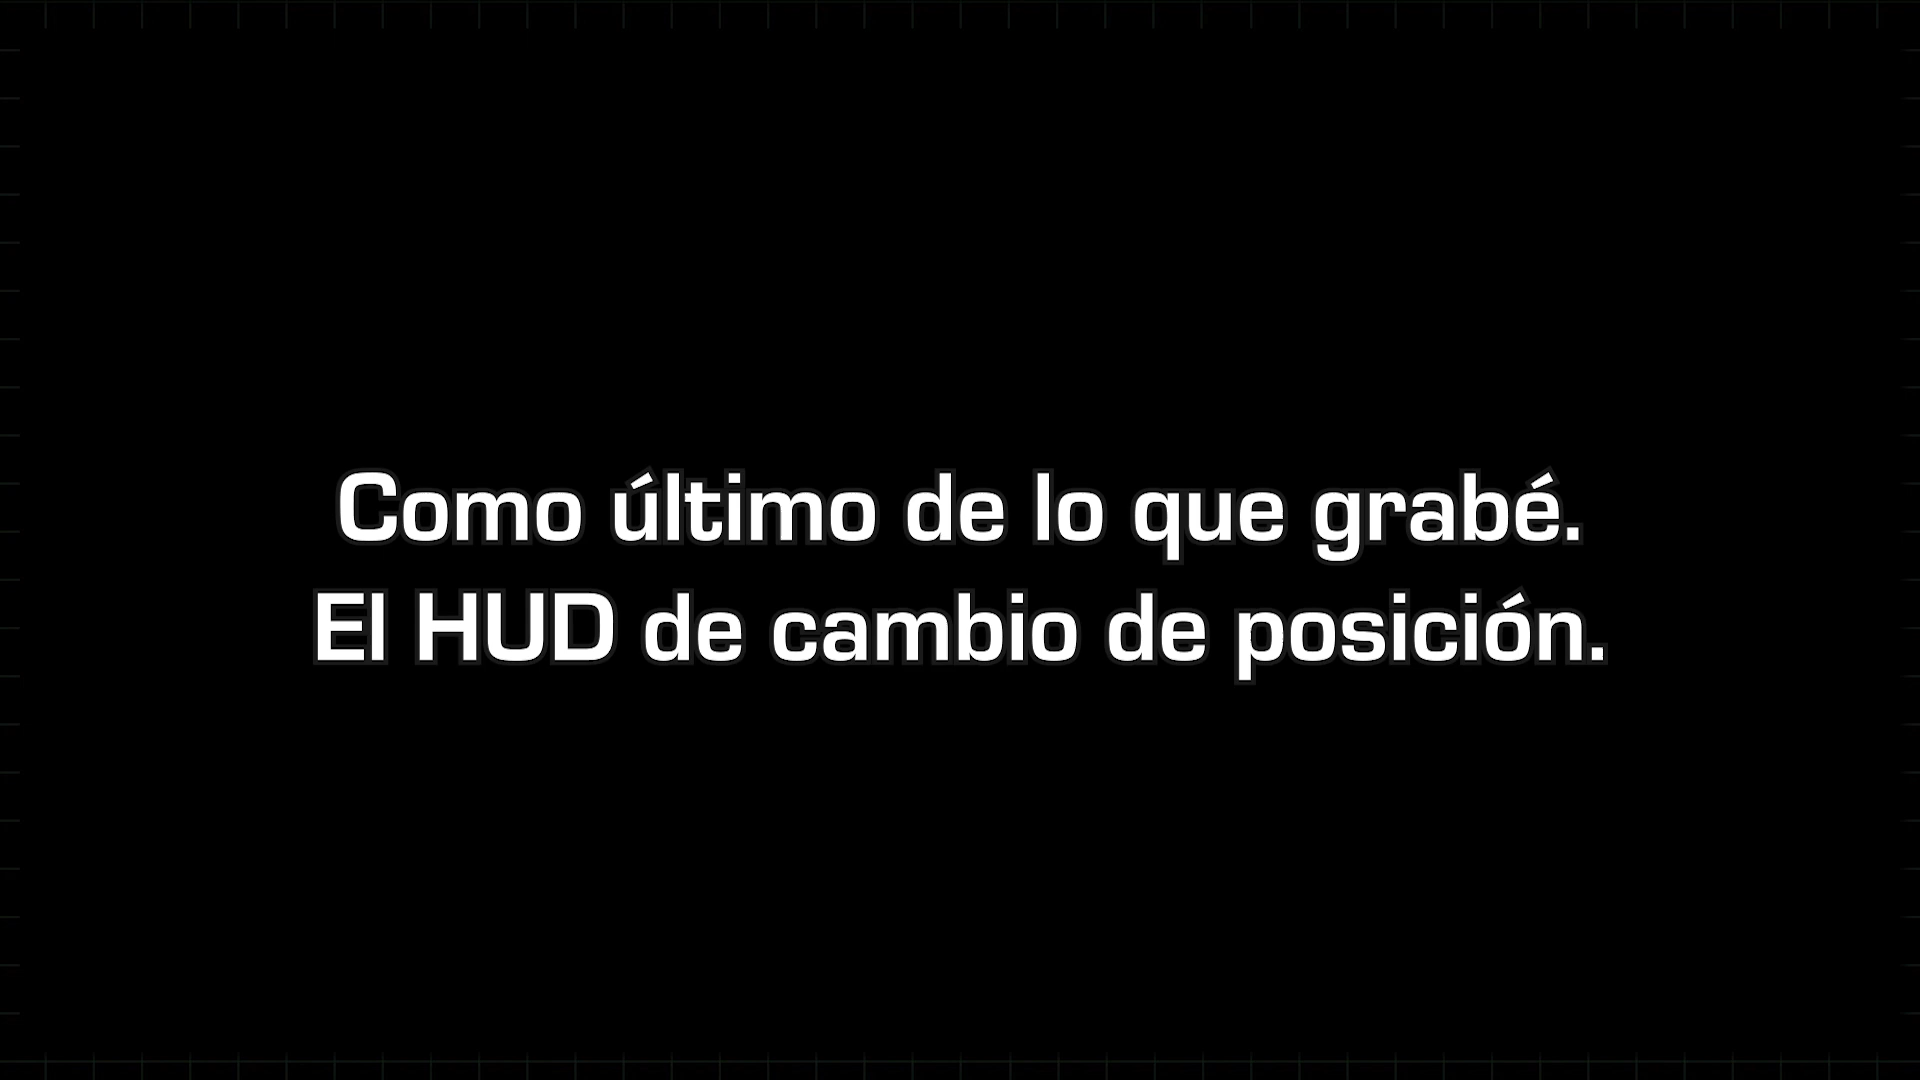 Como último de lo que grabé.
El HUD de cambio de posición.